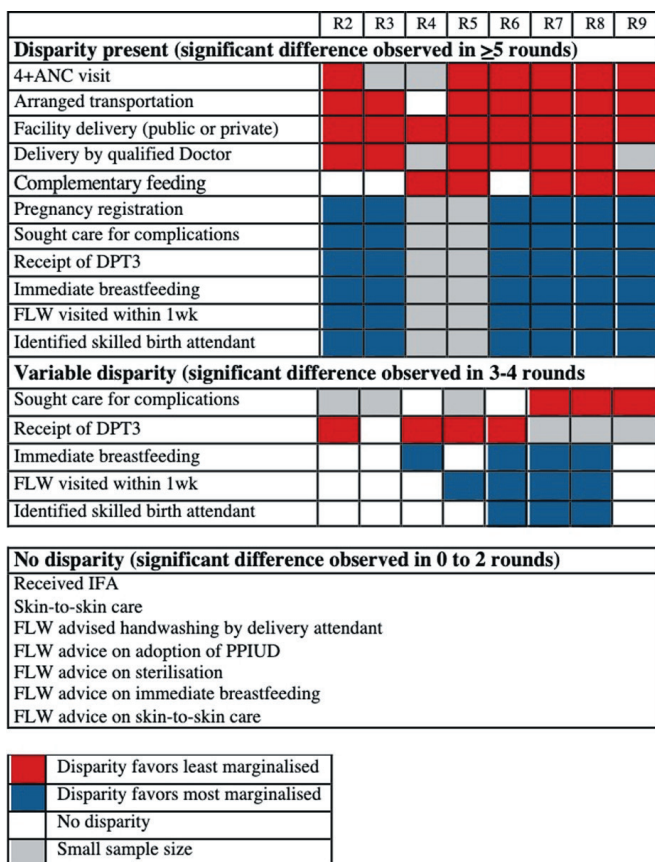 R2 R3 R4 R5 R6 R7 R8 R9
Disparity present (significant difference observed in ≥5 rounds)
4+ANC visit
Arranged transportation
Facility delivery (public or private)
Delivery by qualified Doctor
Complementary feeding
Pregnancy registration
Sought care for complications
Receipt of DPT3
Immediate breastfeeding
FLW visited within 1wk
Identified skilled birth attendant
Variable disparity (significant difference observed in 3-4 rounds
Sought care for complications
Receipt of DPT3
Immediate breastfeeding
FLW visited within 1wk
Identified skilled birth attendant
No disparity (significant difference observed in 0 to 2 rounds)
Received IFA
Skin-to-skin care
FLW advised handwashing by delivery attendant
FLW advice on adoption of PPIUD
FLW advice on sterilisation
FLW advice on immediate breastfeeding
FLW advice on skin-to-skin care
Disparity favors least marginalised
Disparity favors most marginalised
No disparity
Small sample size